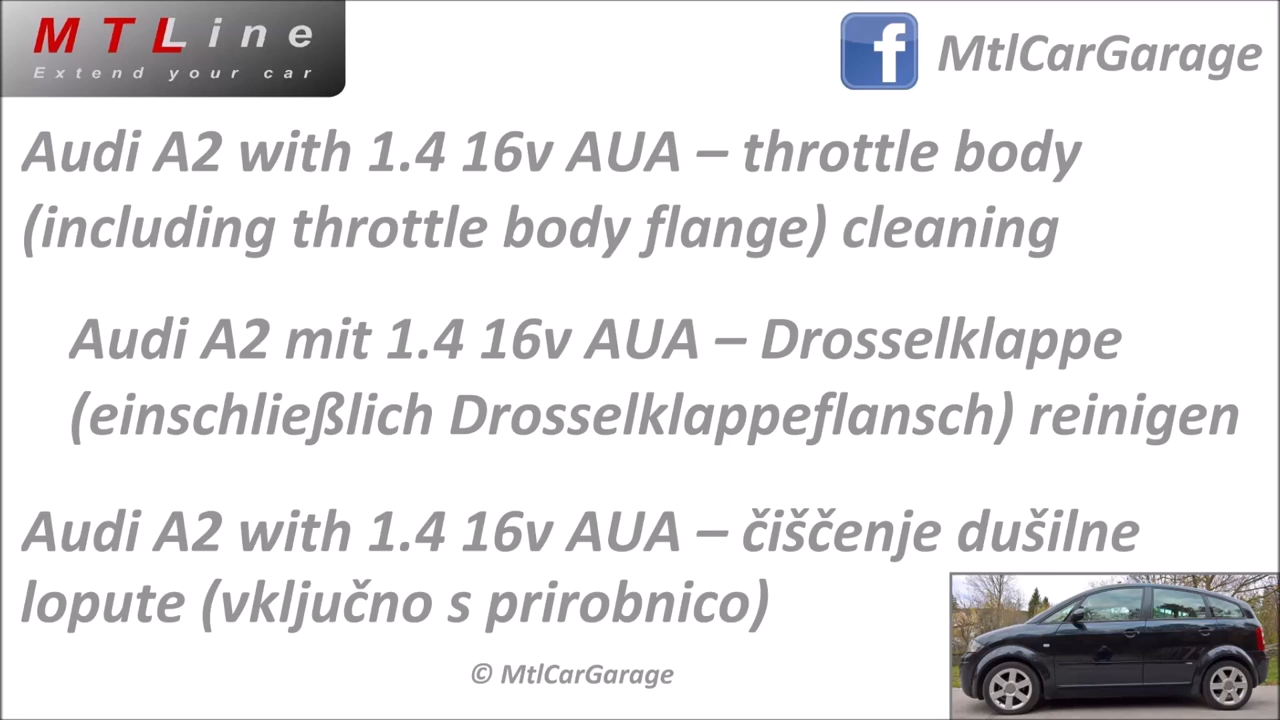 MTLine
Extend your car
f MtlCarGarage
Audi A2 with 1.4 16v AUA – throttle body
(including throttle body flange) cleaning
Audi A2 mit 1.4 16v AUA – Drosselklappe
(einschließlich Drosselklappeflansch) reinigen
Audi A2 with 1.4 16v AUA – čiščenje dušilne
lopute (vključno s prirobnico)
© MtlCarGarage